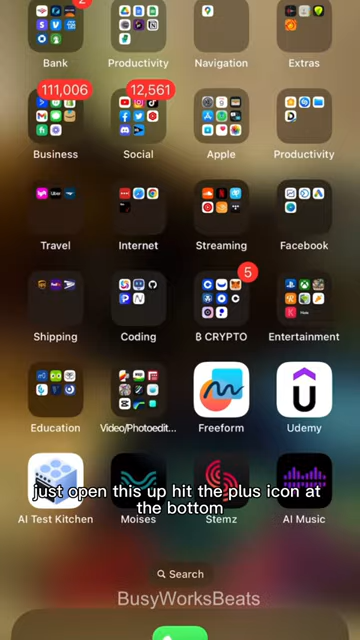 2
Bank Productivity Navigation Extras
111,006 12,561
Business Social Apple Productivity
Travel Internet Streaming Facebook
5
Shipping Coding ₿ CRYPTO Entertainment
Education Video/Photoedit... Freeform Udemy
just open this up hit the plus icon at
the bottom
AI Test Kitchen Moises Stemz AI Music
Search
BusyWorksBeats